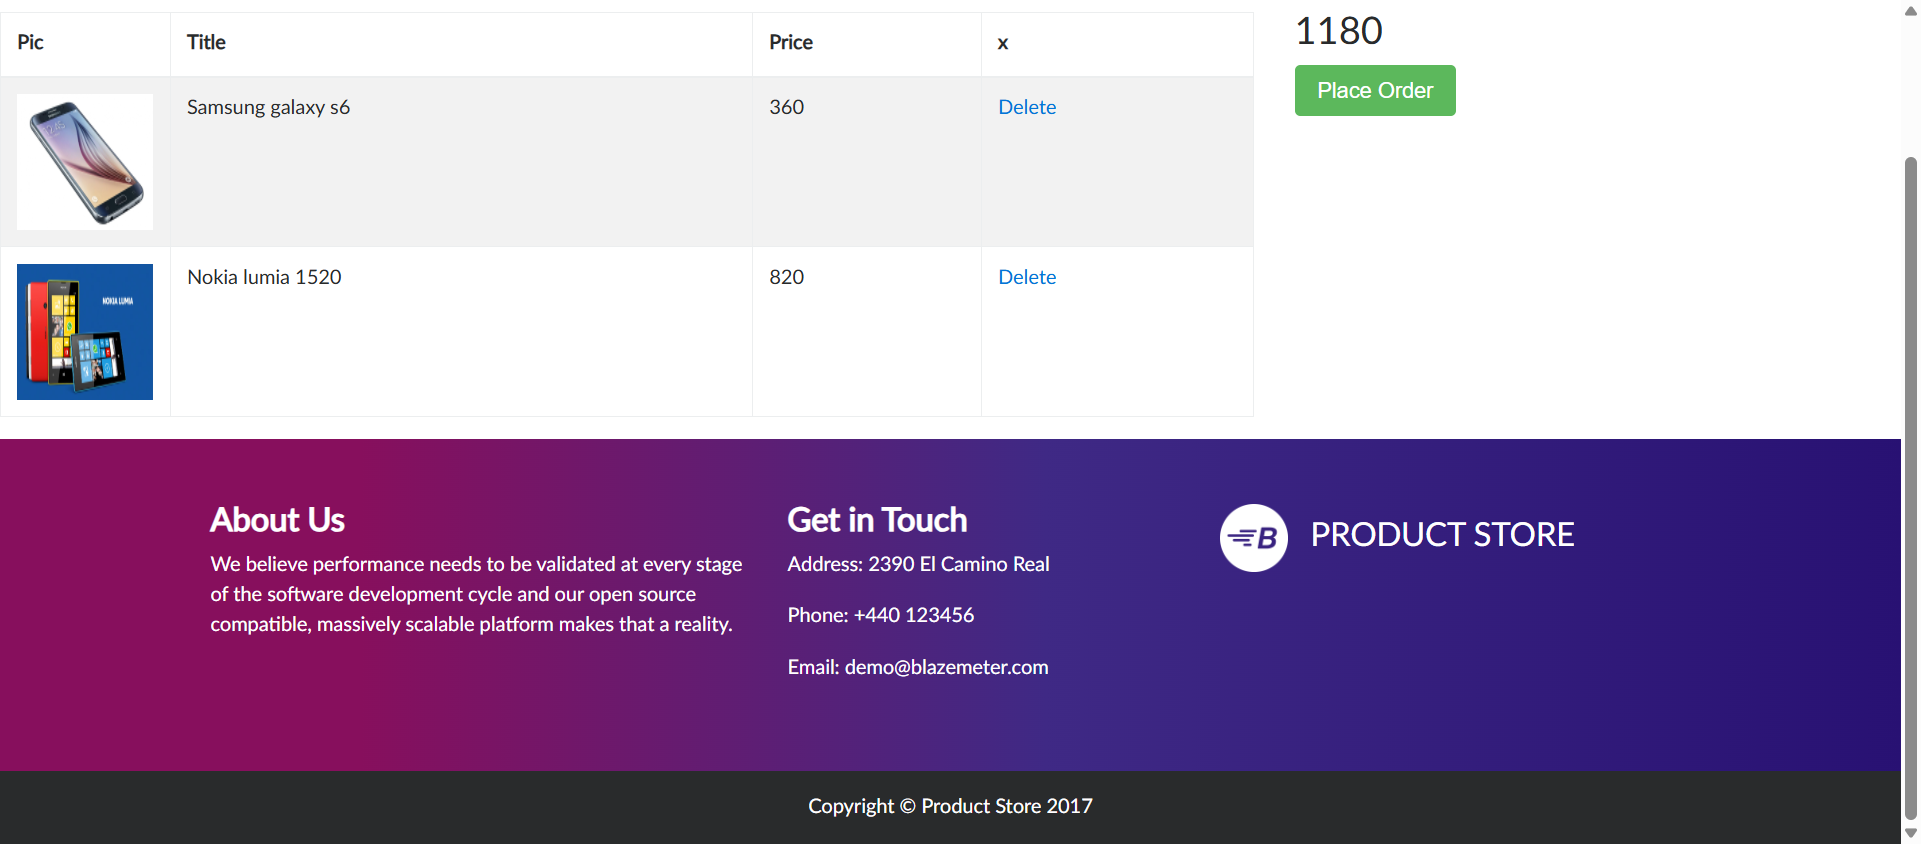 Pic Title Price x
Samsung galaxy s6 360 Delete
Nokia lumia 1520 820 Delete
NOKIA LUMIA
1180
Place Order
About Us
We believe performance needs to be validated at every stage
of the software development cycle and our open source
compatible, massively scalable platform makes that a reality.
Get in Touch
Address: 2390 El Camino Real
Phone: +440 123456
Email: demo@blazemeter.com
B PRODUCT STORE
Copyright © Product Store 2017